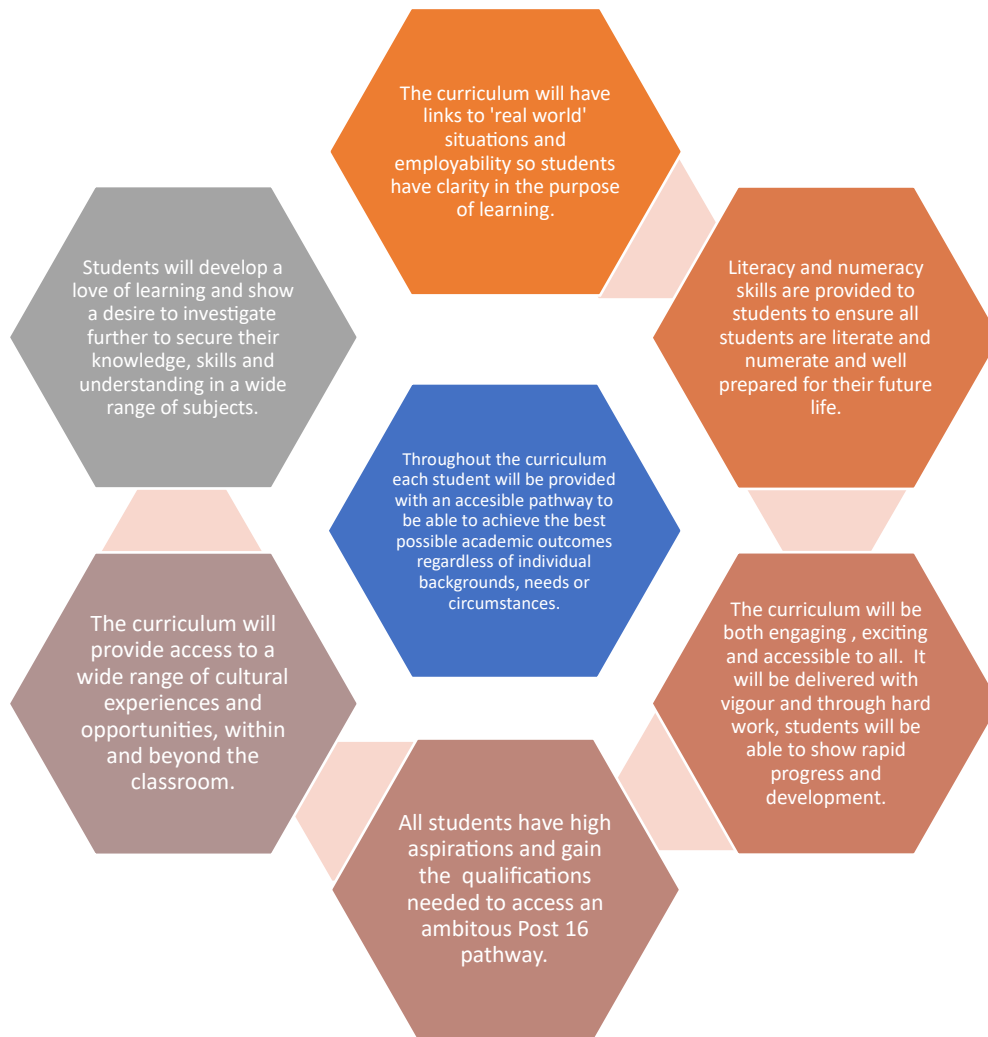 The curriculum will have
links to 'real world'
situations and
employability so students
have clarity in the purpose
of learning.
Literacy and numeracy
skills are provided to
students to ensure all
students are literate and
numerate and well
prepared for their future
life.
The curriculum will be
both engaging , exciting
and accessible to all.  It
will be delivered with
vigour and through hard
work, students will be
able to show rapid
progress and
development.
All students have high
aspirations and gain
the  qualifications
needed to access an
ambitous Post 16
pathway.
The curriculum will
provide access to a
wide range of cultural
experiences and
opportunities, within
and beyond the
classroom.
Students will develop a
love of learning and show
a desire to investigate
further to secure their
knowledge, skills and
understanding in a wide
range of subjects.
Throughout the curriculum
each student will be provided
with an accesible pathway to
be able to achieve the best
possible academic outcomes
regardless of individual
backgrounds, needs or
circumstances.